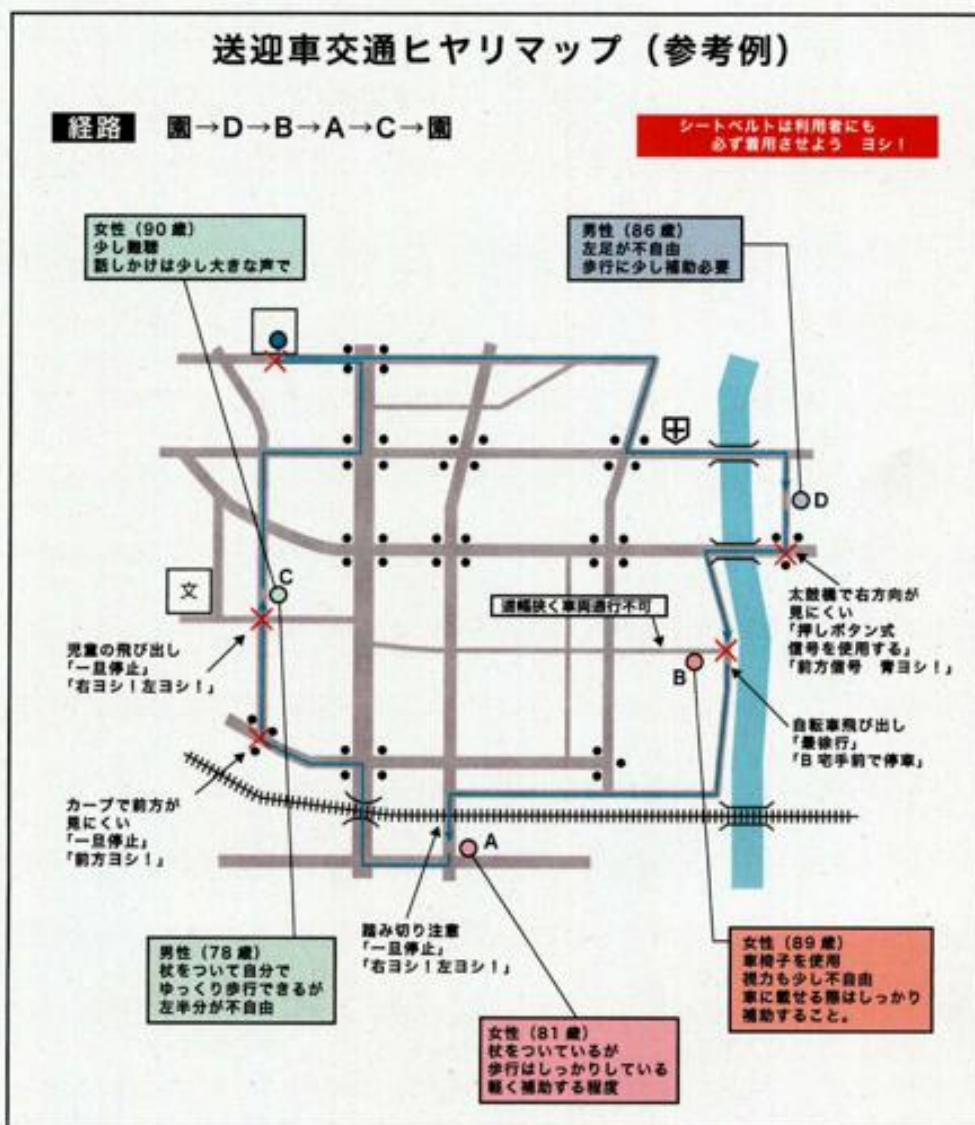 送迎車交通ヒヤリマップ（参考例）
経路 園→D→B→A→C→園
シートベルトは利用者にも
必ず着用させよう　ヨシ！
女性（90歳）
少し難聴
話しかけは少し大きな声で
男性（86歳）
左足が不自由
歩行に少し補助必要
D
C
文
道幅狭く車両通行不可
太鼓橋で右方向が
見にくい
「押しボタン式
信号を使用する」
「前方信号　青ヨシ！」
児童の飛び出し
「一旦停止」
「右ヨシ！左ヨシ！」
B
自転車飛び出し
「最徐行」
「B宅手前で停車」
カーブで前方が
見にくい
「一旦停止」
「前方ヨシ！」
A
踏み切り注意
「一旦停止」
「右ヨシ！左ヨシ！」
男性（78歳）
杖をついて自分で
ゆっくり歩行できるが
左半分が不自由
女性（89歳）
車椅子を使用
視力も少し不自由
車に載せる際はしっかり
補助すること。
女性（81歳）
杖をついているが
歩行はしっかりしている
軽く補助する程度